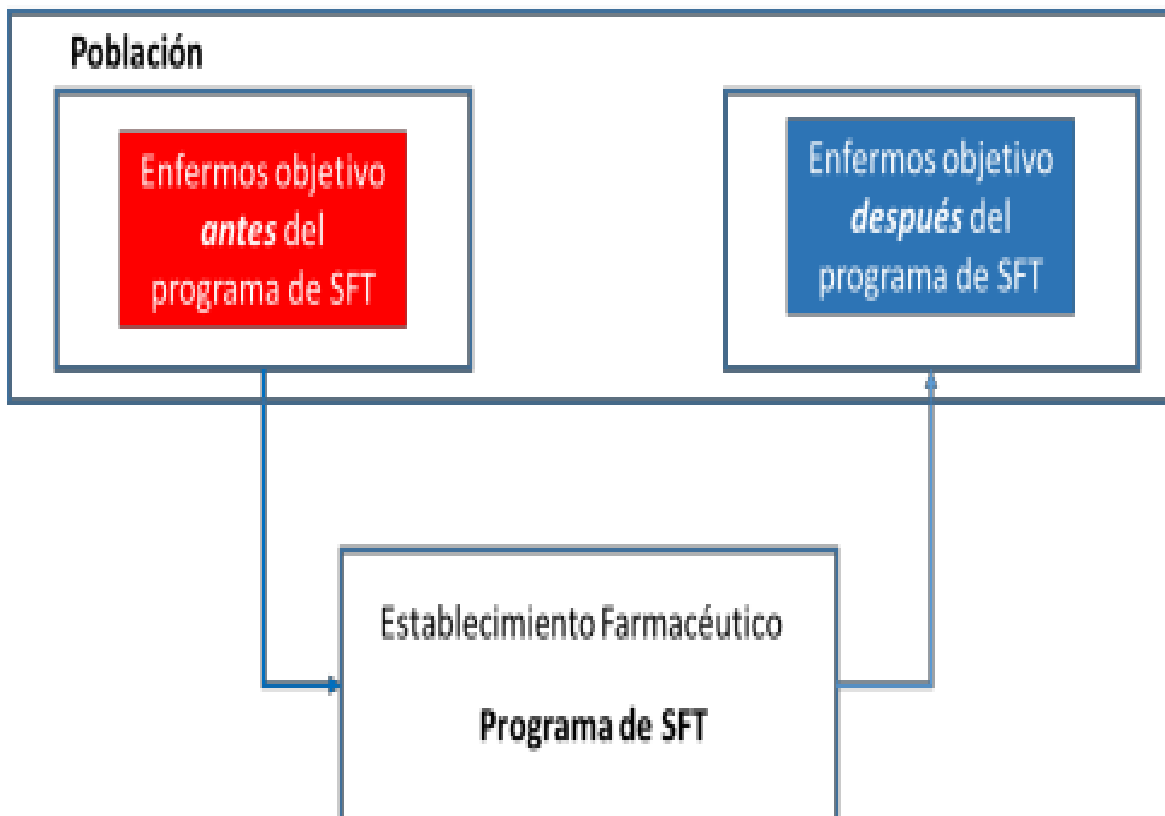 Población
Enfermos objetivo
antes del
programa de SFT
Enfermos objetivo
después del
programa de SFT
Establecimiento Farmacéutico
Programa de SFT